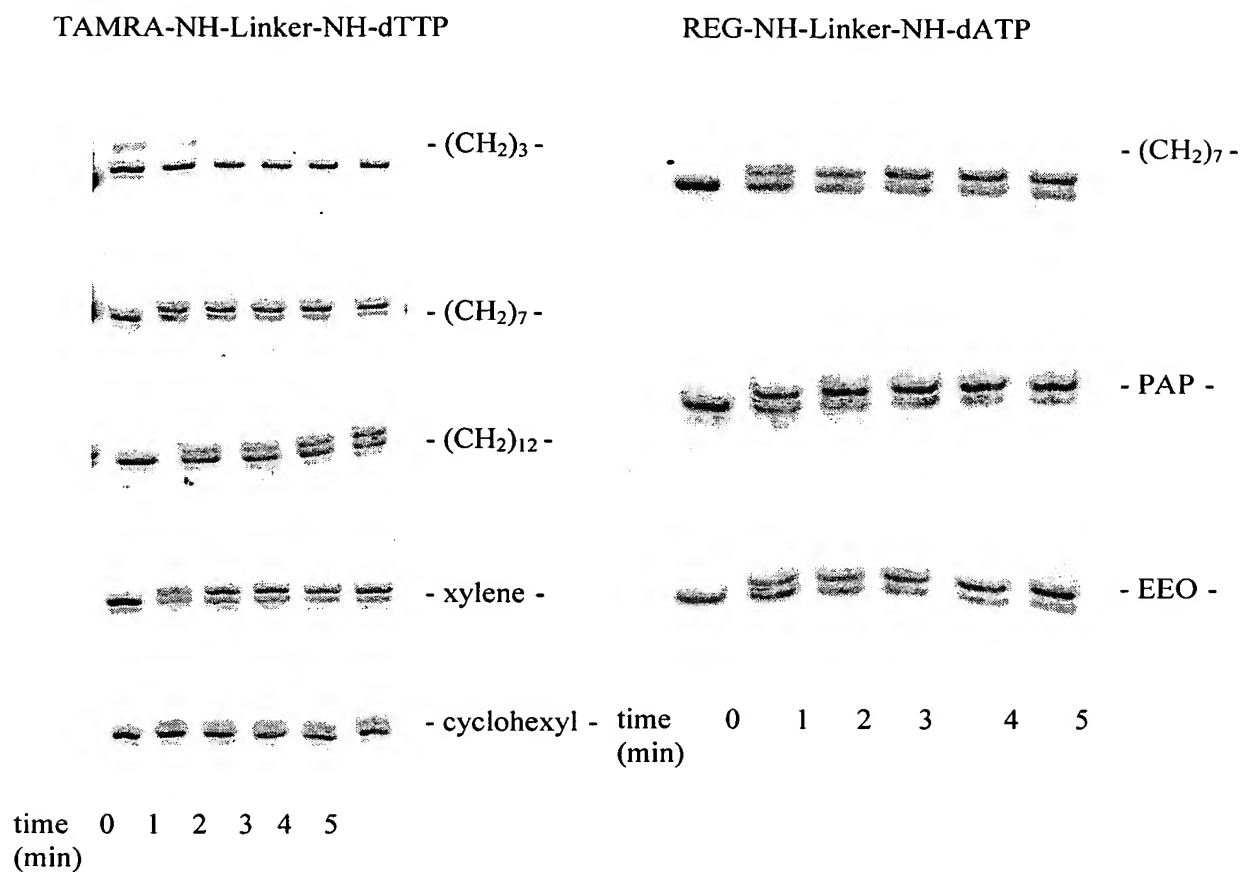 TAMRA-NH-Linker-NH-dTTP
- (CH₂)₃ -
- (CH₂)₇ -
- (CH₂)₁₂ -
- xylene -
- cyclohexyl -
time 0 1 2 3 4 5
(min)
REG-NH-Linker-NH-dATP
- (CH₂)₇ -
- PAP -
- EEO -
time 0 1 2 3 4 5
(min)